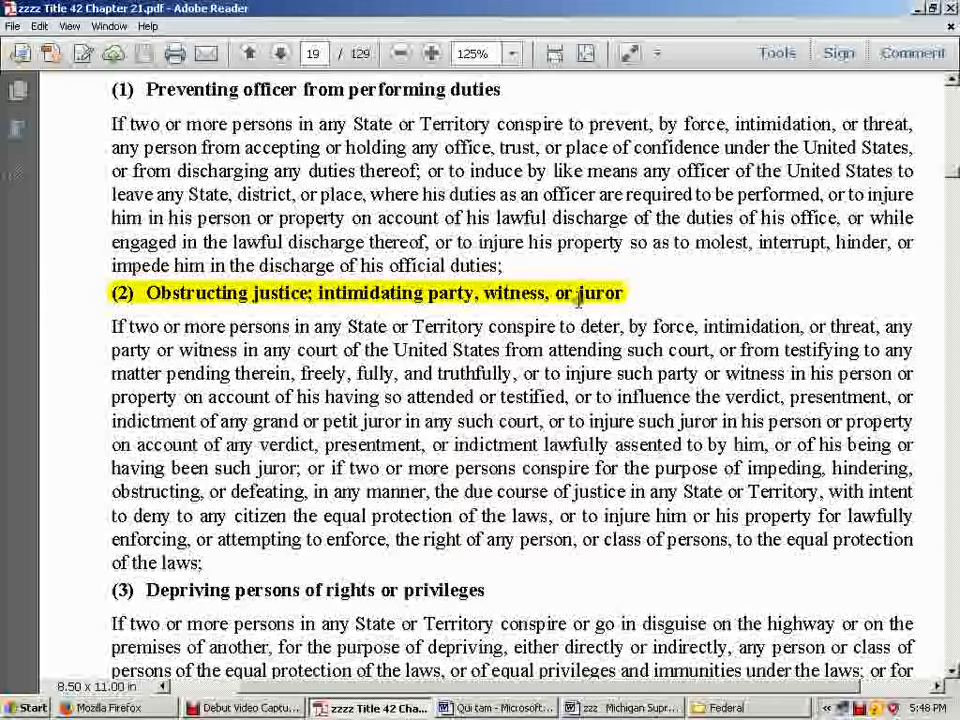 zzzz Title 42 Chapter 21.pdf - Adobe Reader
File Edit View Window Help
19 / 129 125% Tools Sign Comment
(1) Preventing officer from performing duties
If two or more persons in any State or Territory conspire to prevent, by force, intimidation, or threat,
any person from accepting or holding any office, trust, or place of confidence under the United States,
or from discharging any duties thereof; or to induce by like means any officer of the United States to
leave any State, district, or place, where his duties as an officer are required to be performed, or to injure
him in his person or property on account of his lawful discharge of the duties of his office, or while
engaged in the lawful discharge thereof, or to injure his property so as to molest, interrupt, hinder, or
impede him in the discharge of his official duties;
(2) Obstructing justice; intimidating party, witness, or juror
If two or more persons in any State or Territory conspire to deter, by force, intimidation, or threat, any
party or witness in any court of the United States from attending such court, or from testifying to any
matter pending therein, freely, fully, and truthfully, or to injure such party or witness in his person or
property on account of his having so attended or testified, or to influence the verdict, presentment, or
indictment of any grand or petit juror in any such court, or to injure such juror in his person or property
on account of any verdict, presentment, or indictment lawfully assented to by him, or of his being or
having been such juror; or if two or more persons conspire for the purpose of impeding, hindering,
obstructing, or defeating, in any manner, the due course of justice in any State or Territory, with intent
to deny to any citizen the equal protection of the laws, or to injure him or his property for lawfully
enforcing, or attempting to enforce, the right of any person, or class of persons, to the equal protection
of the laws;
(3) Depriving persons of rights or privileges
If two or more persons in any State or Territory conspire or go in disguise on the highway or on the
premises of another, for the purpose of depriving, either directly or indirectly, any person or class of
persons of the equal protection of the laws, or of equal privileges and immunities under the laws; or for
8.50 x 11.00 in
Start Mozilla Firefox Debut Video Captu... zzzz Title 42 Cha... Qui tam - Microsoft... zzz Michigan Supr... Federal 5:48 PM